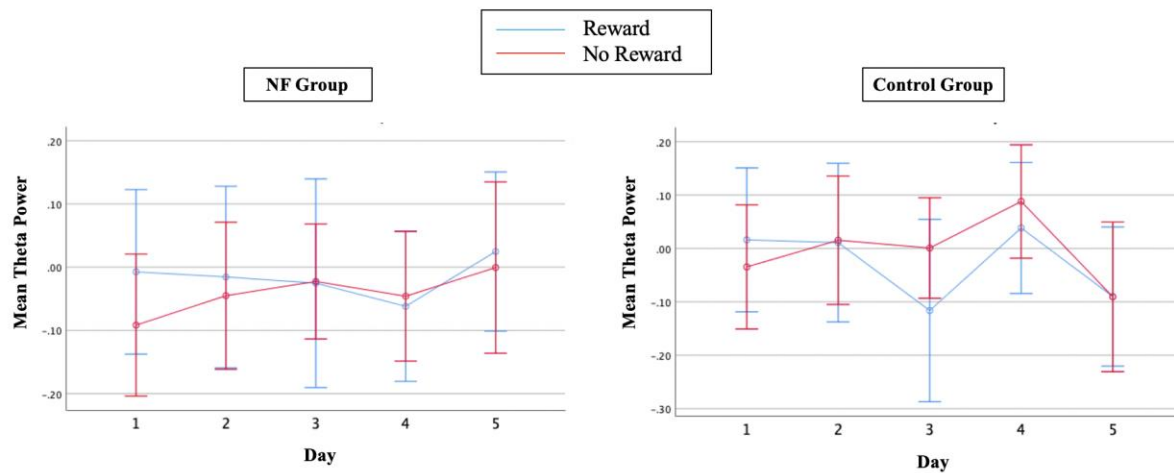 Reward
No Reward
NF Group
Control Group
Mean Theta Power
.20
.10
.00
-.10
-.20
1 2 3 4 5
Day
Mean Theta Power
.20
.10
.00
-.10
-.20
-.30
1 2 3 4 5
Day